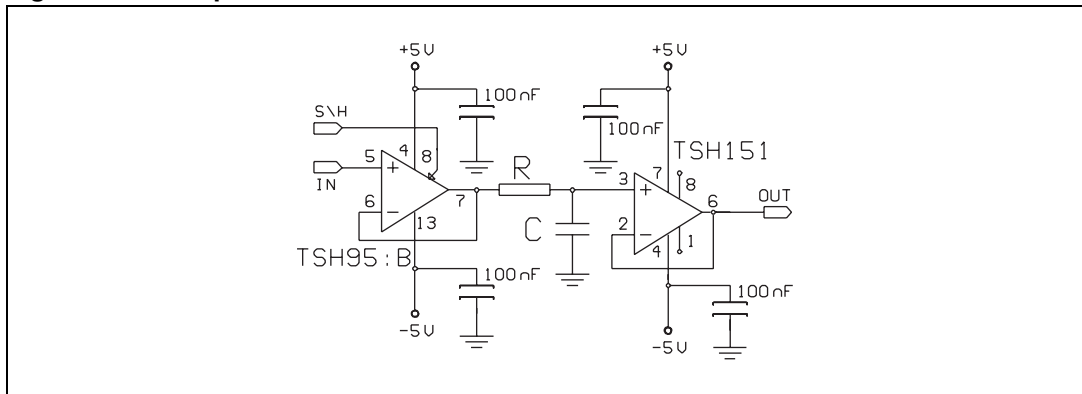 +5V
+5V
100nF
100nF
S\H
TSH151
4
8
7
5
+
R
3
+
8
IN
6
OUT
6
−
7
2
−
C
13
4
1
TSH95:B
100nF
100nF
-5V
-5V